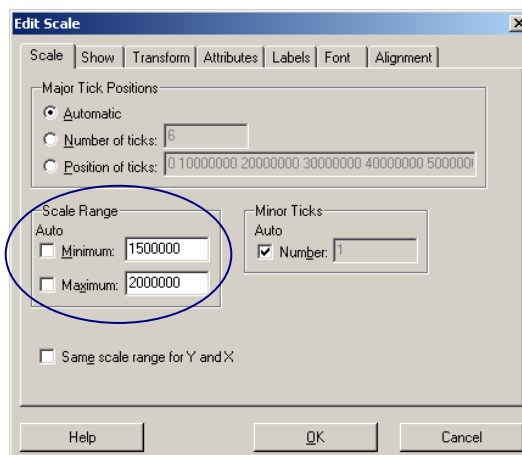 Edit Scale
Scale Show Transform Attributes Labels Font Alignment
Major Tick Positions
Automatic
Number of ticks: 6
Position of ticks: 0 10000000 20000000 30000000 40000000 5000000
Scale Range
Auto
Minimum: 1500000
Maximum: 2000000
Minor Ticks
Auto
Number: 1
Same scale range for Y and X
Help OK Cancel